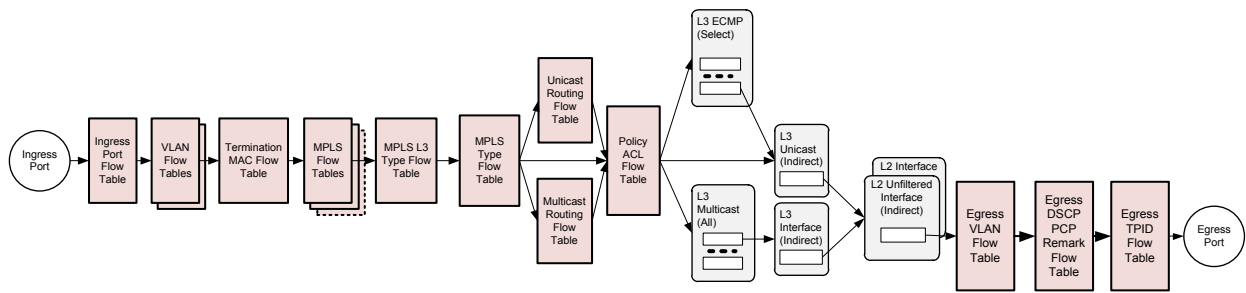 Ingress
Port
Ingress
Port
Flow
Table
VLAN
Flow
Tables
Termination
MAC Flow
Table
MPLS
Flow
Tables
MPLS L3
Type Flow
Table
MPLS
Type
Flow
Table
Unicast
Routing
Flow
Table
Multicast
Routing
Flow
Table
Policy
ACL
Flow
Table
L3 ECMP
(Select)
L3
Multicast
(All)
L3
Unicast
(Indirect)
L3
Interface
(Indirect)
L2 Interface
L2 Unfiltered
Interface
(Indirect)
Egress
VLAN
Flow
Table
Egress
DSCP
PCP
Remark
Flow
Table
Egress
TPID
Flow
Table
Egress
Port